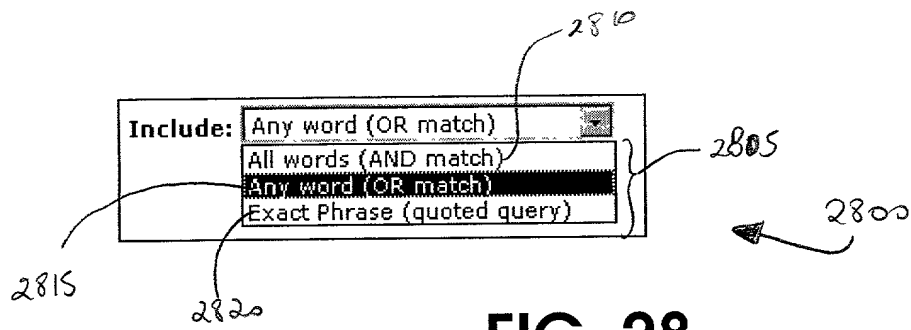 2810
Include: Any word (OR match)
All words (AND match)
2805
Any word (OR match)
Exact Phrase (quoted query)
2800
2815
2820
FIG. 28